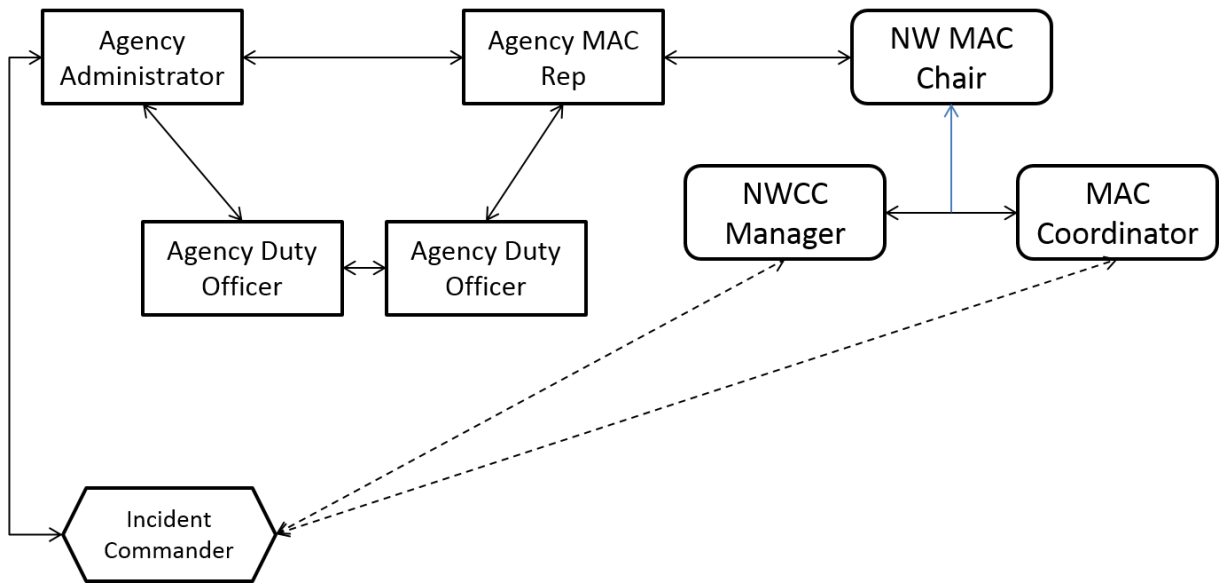 Agency
Administrator
Agency MAC
Rep
NW MAC
Chair
NWCC
Manager
MAC
Coordinator
Agency Duty
Officer
Agency Duty
Officer
Incident
Commander